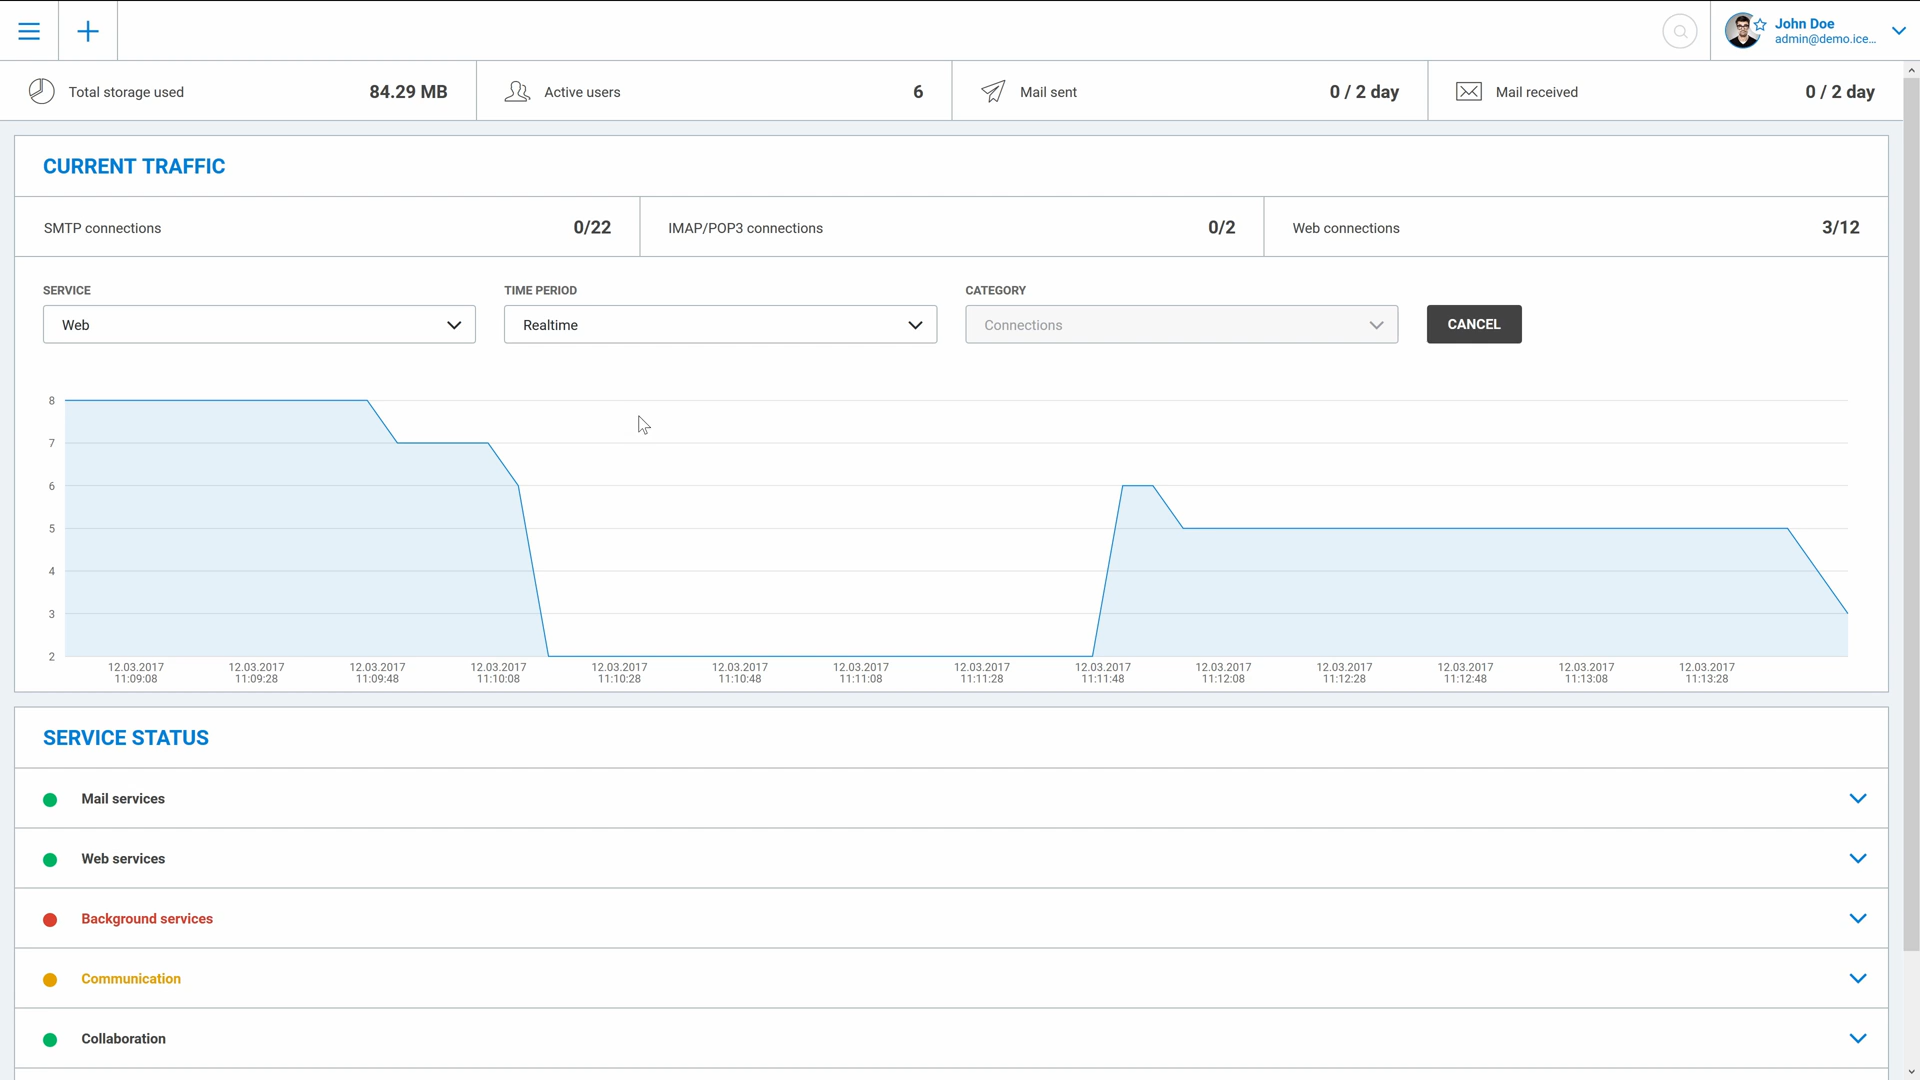 John Doe
admin@demo.ice...
Total storage used 84.29 MB
Active users 6
Mail sent 0 / 2 day
Mail received 0 / 2 day
CURRENT TRAFFIC
SMTP connections 0/22
IMAP/POP3 connections 0/2
Web connections 3/12
SERVICE TIME PERIOD CATEGORY
Web Realtime Connections CANCEL
8
7
6
5
4
3
2
12.03.2017 12.03.2017 12.03.2017 12.03.2017 12.03.2017 12.03.2017 12.03.2017 12.03.2017 12.03.2017 12.03.2017 12.03.2017 12.03.2017 12.03.2017 12.03.2017
11:09:08 11:09:28 11:09:48 11:10:08 11:10:28 11:10:48 11:11:08 11:11:28 11:11:48 11:12:08 11:12:28 11:12:48 11:13:08 11:13:28
SERVICE STATUS
Mail services
Web services
Background services
Communication
Collaboration